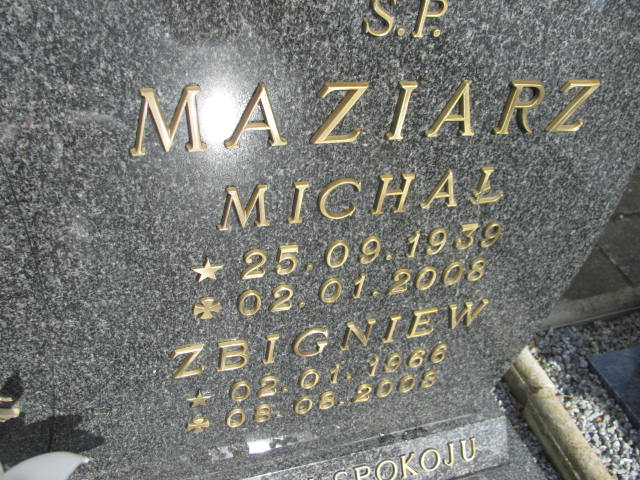 S.P.
MAZIARZ
MICHAŁ
25.09.1939
02.01.2008
ZBIGNIEW
02.01.1966
08.08.2008
SPOKOJU